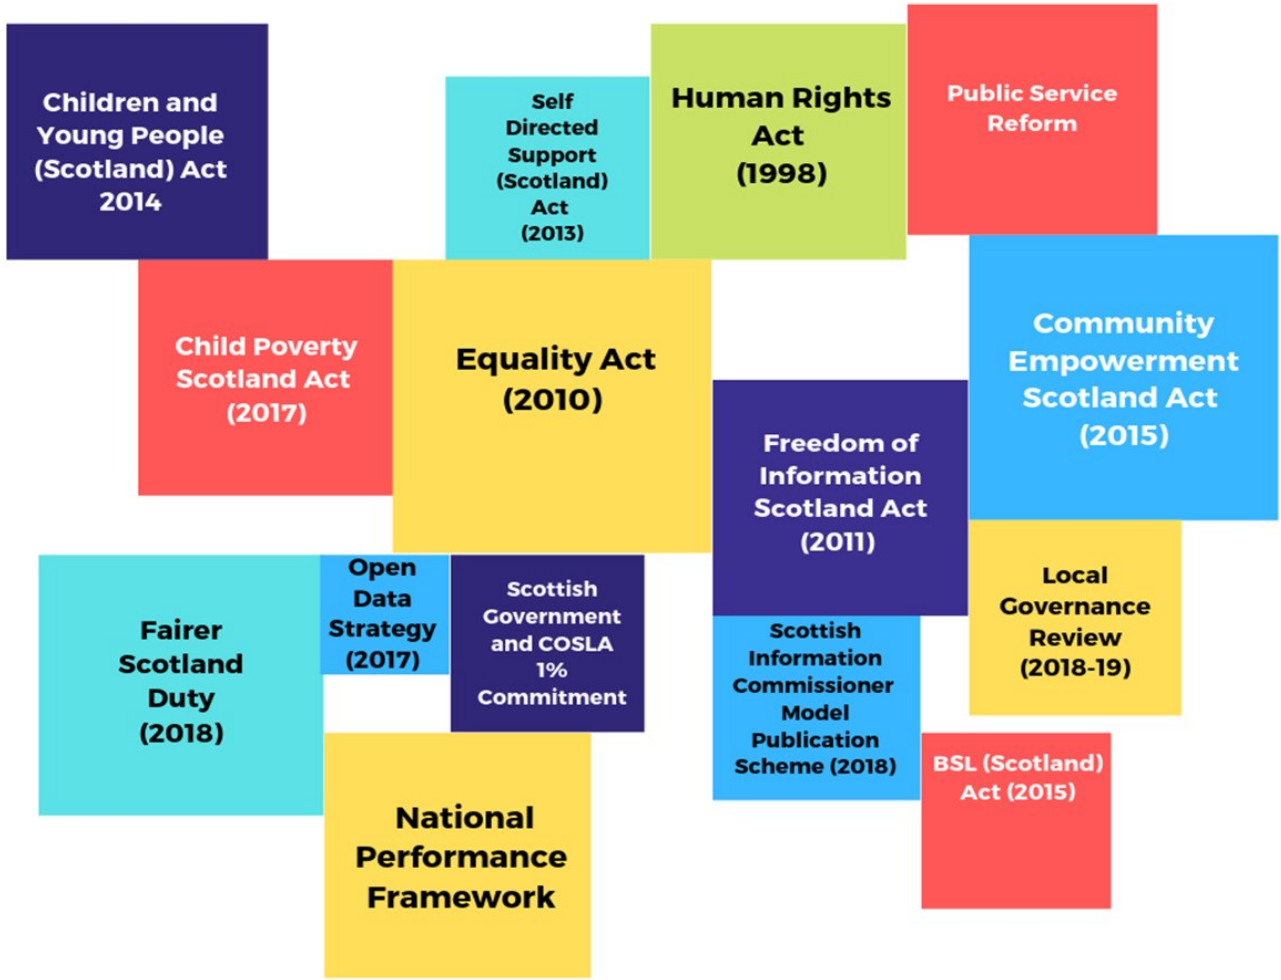 Children and
Young People
(Scotland) Act
2014
Self
Directed
Support
(Scotland)
Act
(2013)
Human Rights
Act
(1998)
Public Service
Reform
Child Poverty
Scotland Act
(2017)
Equality Act
(2010)
Community
Empowerment
Scotland Act
(2015)
Freedom of
Information
Scotland Act
(2011)
Fairer
Scotland
Duty
(2018)
Open
Data
Strategy
(2017)
Scottish
Government
and COSLA
1%
Commitment
Local
Governance
Review
(2018-19)
Scottish
Information
Commissioner
Model
Publication
Scheme (2018)
BSL (Scotland)
Act (2015)
National
Performance
Framework